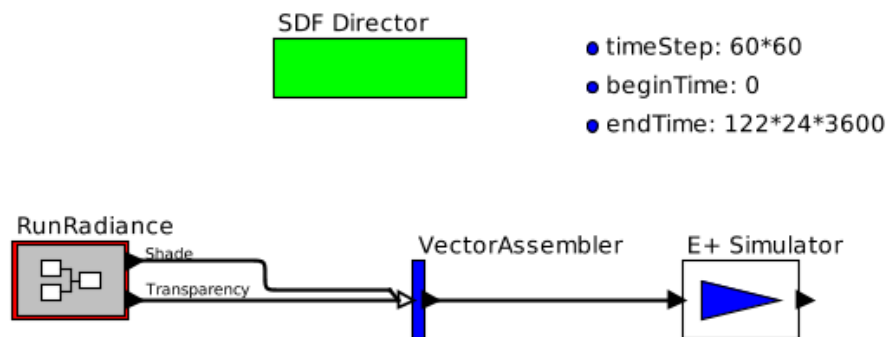 SDF Director
timeStep: 60*60
beginTime: 0
endTime: 122*24*3600
RunRadiance
Shade
Transparency
VectorAssembler
E+ Simulator